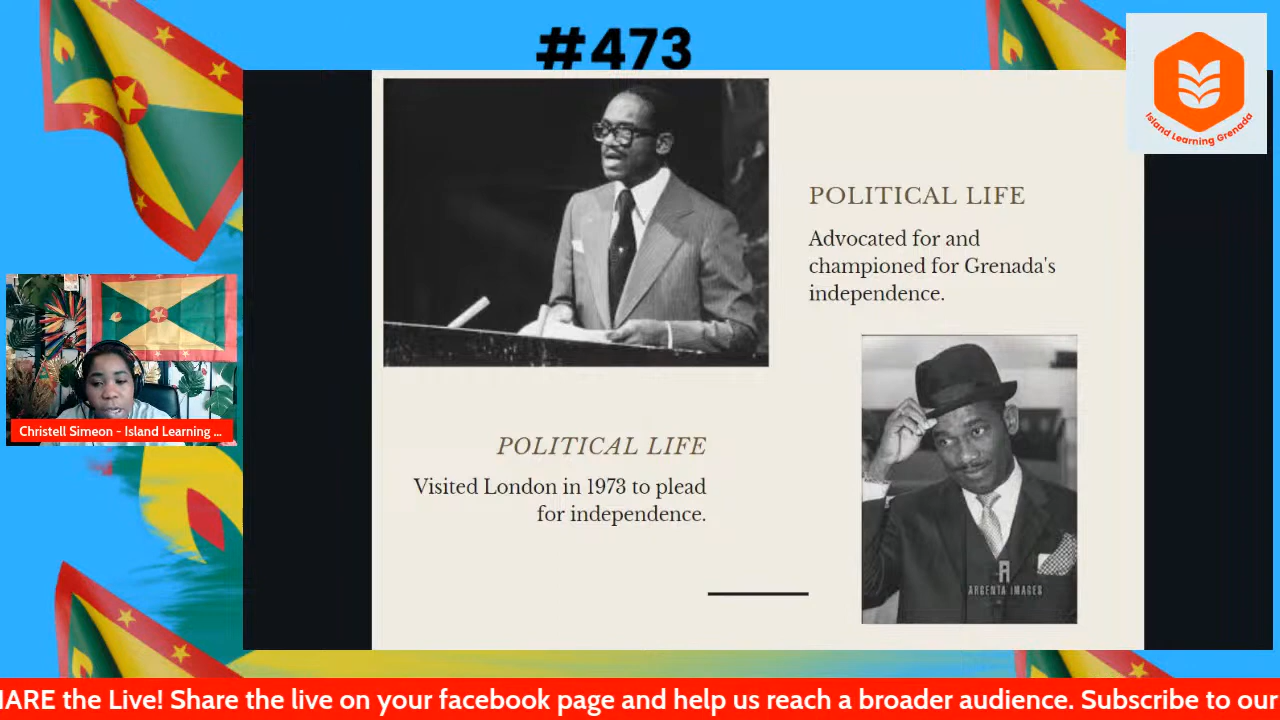 #473
Island Learning Grenada
POLITICAL LIFE
Advocated for and
championed for Grenada's
independence.
POLITICAL LIFE
Visited London in 1973 to plead
for independence.
ARGENTA IMAGES
Christell Simeon - Island Learning ...
HARE the Live! Share the live on your facebook page and help us reach a broader audience. Subscribe to our